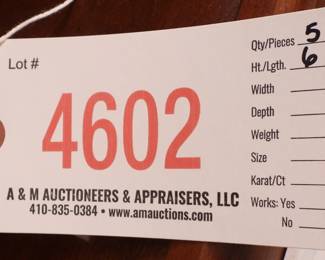 Lot #
4602
A & M AUCTIONEERS & APPRAISERS, LLC
410-835-0384 • www.amauctions.com
Qty/Pieces 5
Ht./Lgth. 6
Width
Depth
Weight
Size
Karat/Ct
Works: Yes
No